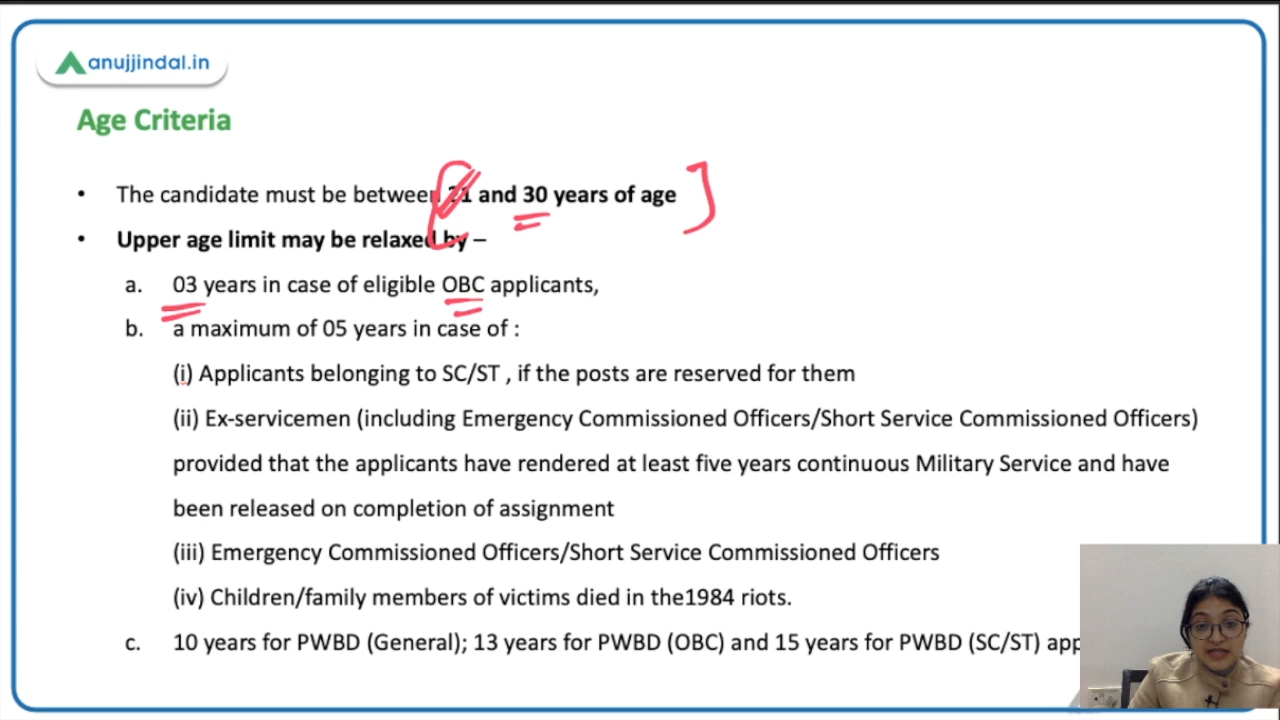 anujjindal.in
Age Criteria
• The candidate must be between 21 and 30 years of age
• Upper age limit may be relaxed by –
a. 03 years in case of eligible OBC applicants,
b. a maximum of 05 years in case of :
(i) Applicants belonging to SC/ST , if the posts are reserved for them
(ii) Ex-servicemen (including Emergency Commissioned Officers/Short Service Commissioned Officers)
provided that the applicants have rendered at least five years continuous Military Service and have
been released on completion of assignment
(iii) Emergency Commissioned Officers/Short Service Commissioned Officers
(iv) Children/family members of victims died in the1984 riots.
c. 10 years for PWBD (General); 13 years for PWBD (OBC) and 15 years for PWBD (SC/ST)